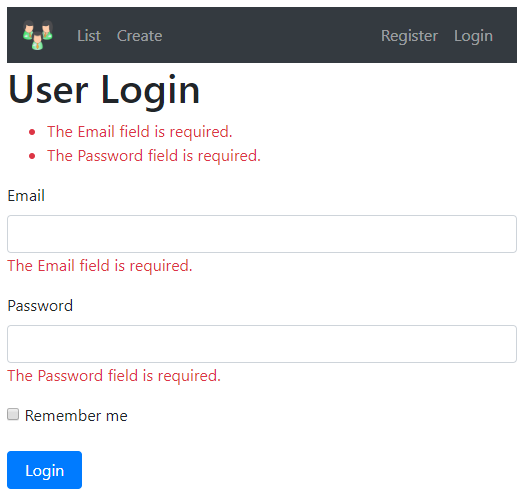 List Create Register Login
User Login
The Email field is required.
The Password field is required.
Email
The Email field is required.
Password
The Password field is required.
Remember me
Login